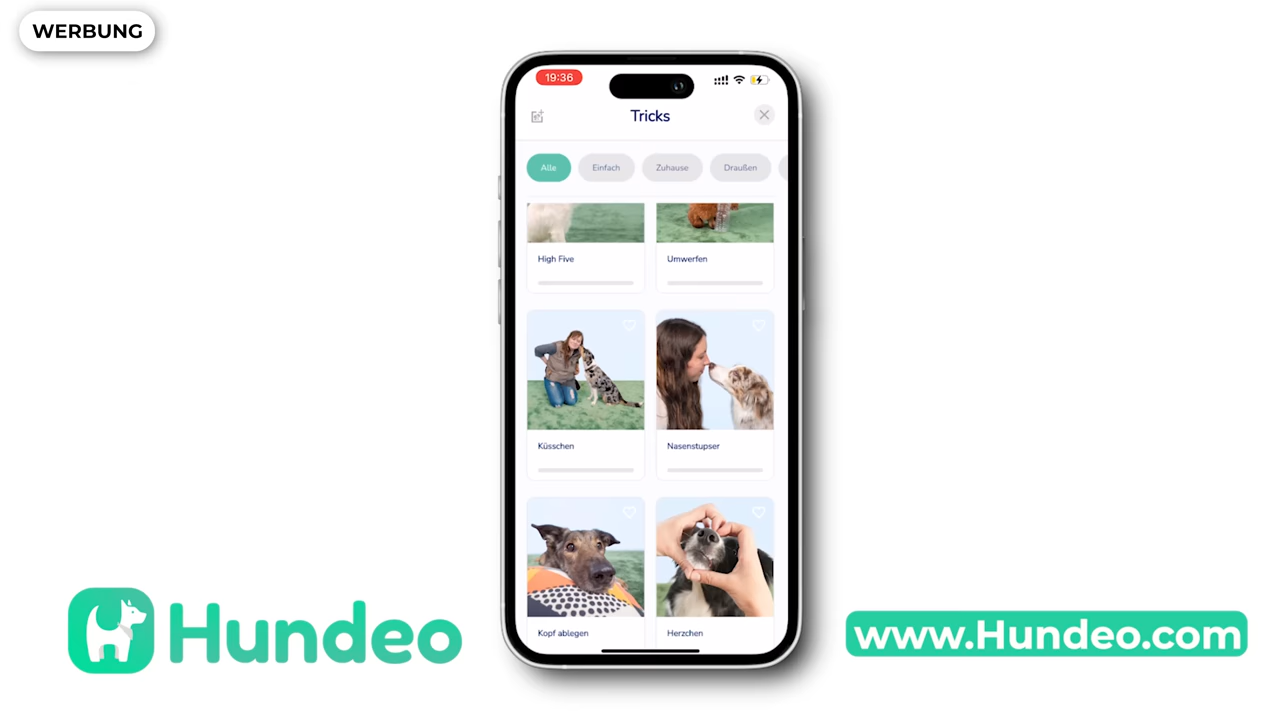 WERBUNG
19:36
Tricks
Alle
Einfach
Zuhause
Draußen
High Five
Umwerfen
Küsschen
Nasenstupser
Kopf ablegen
Herzchen
Hundeo
www.Hundeo.com